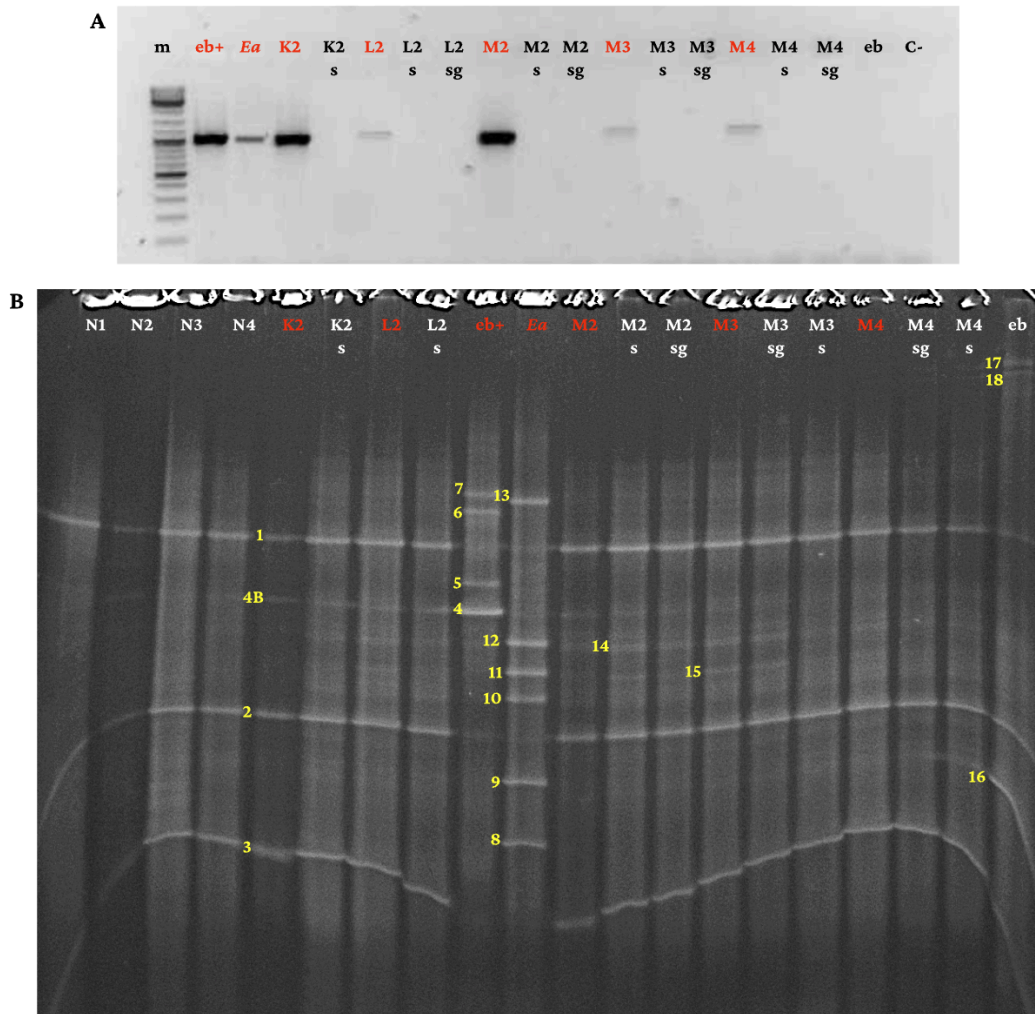 A
m eb+ Ea K2 K2 L2 L2 L2 M2 M2 M2 M3 M3 M3 M4 M4 M4 eb C-
s s sg s sg s sg s sg
B
N1 N2 N3 N4 K2 K2 L2 L2 eb+ Ea M2 M2 M2 M3 M3 M3 M4 M4 M4 eb
s s s sg sg s sg s
17
18
7 13
6
1
5
4B
4
12 14
11 15
10
2
9 16
8
3